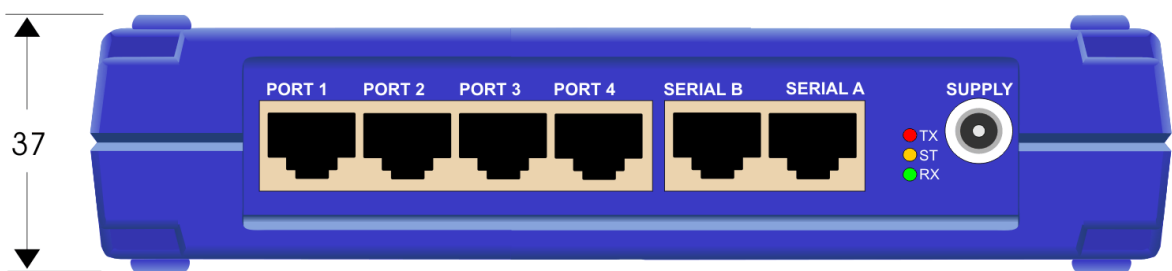 PORT 1 PORT 2 PORT 3 PORT 4 SERIAL B SERIAL A SUPPLY
37
TX
ST
RX